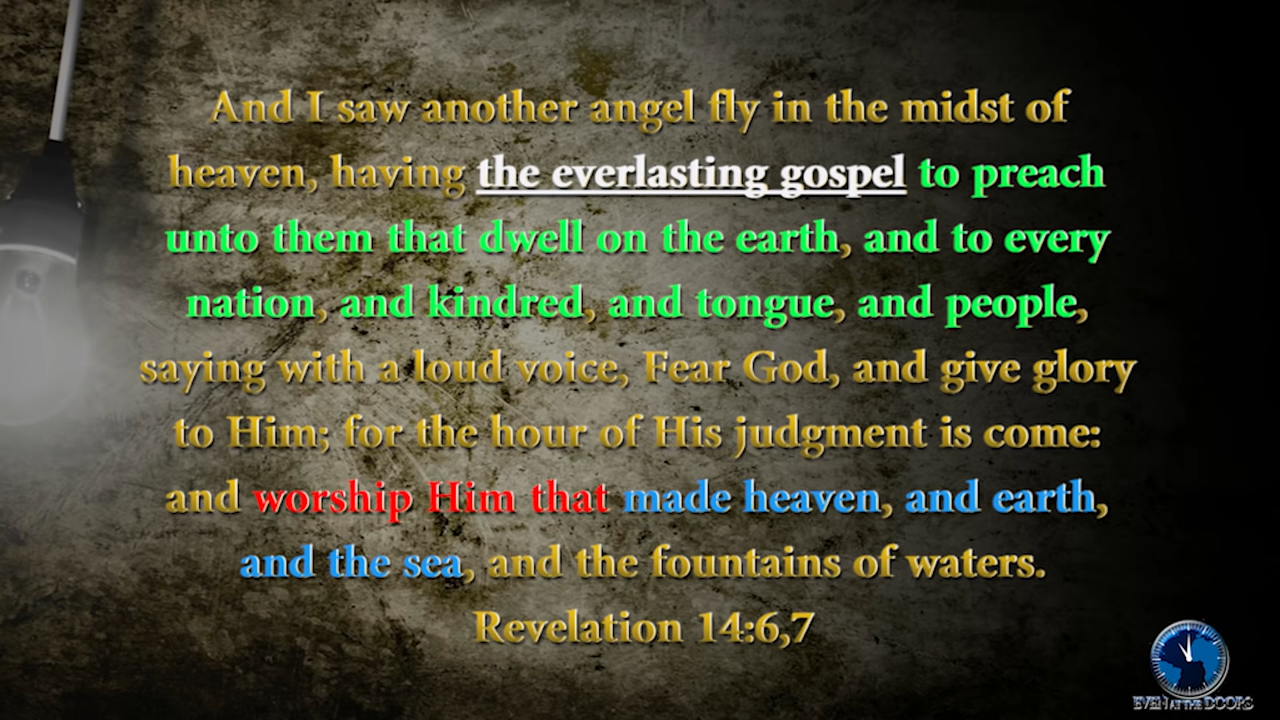 And I saw another angel fly in the midst of
heaven, having the everlasting gospel to preach
unto them that dwell on the earth, and to every
nation, and kindred, and tongue, and people,
saying with a loud voice, Fear God, and give glory
to Him; for the hour of His judgment is come:
and worship Him that made heaven, and earth,
and the sea, and the fountains of waters.
Revelation 14:6,7
EVEN AT THE DOORS